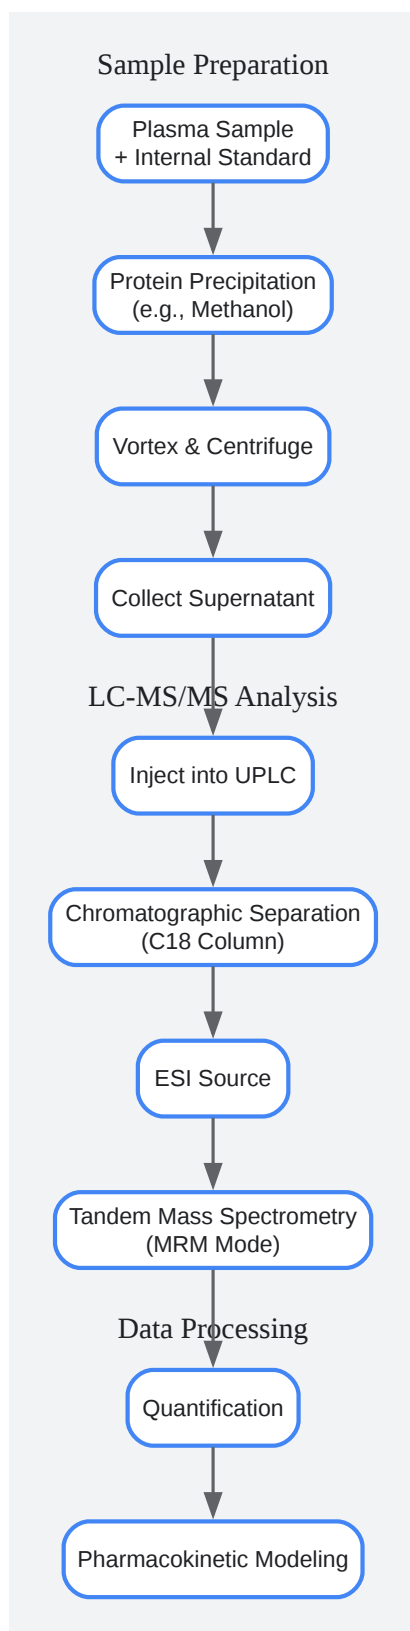 Sample Preparation
Plasma Sample
+ Internal Standard
Protein Precipitation
(e.g., Methanol)
Vortex & Centrifuge
Collect Supernatant
LC-MS/MS Analysis
Inject into UPLC
Chromatographic Separation
(C18 Column)
ESI Source
Tandem Mass Spectrometry
(MRM Mode)
Data Processing
Quantification
Pharmacokinetic Modeling